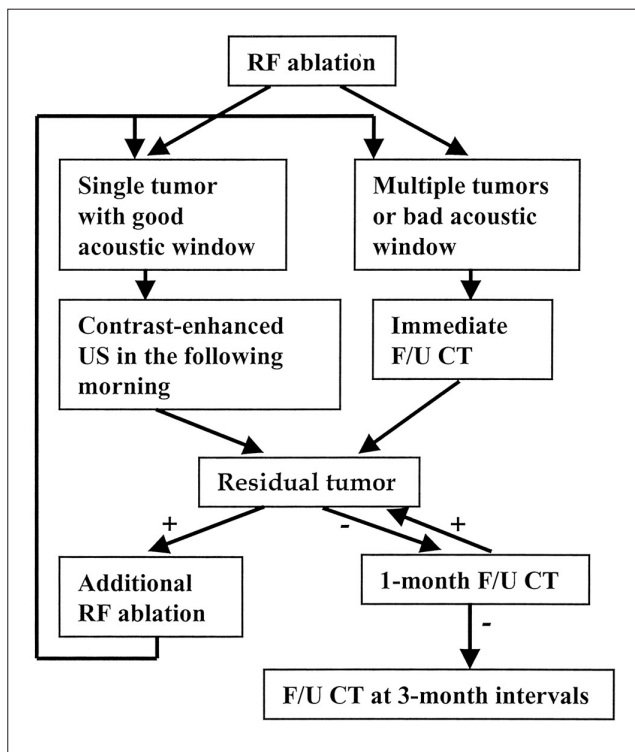 RF ablation
Single tumor
with good
acoustic window
Multiple tumors
or bad acoustic
window
Contrast-enhanced
US in the following
morning
Immediate
F/U CT
Residual tumor
+
-
+
Additional
RF ablation
1-month F/U CT
-
F/U CT at 3-month intervals